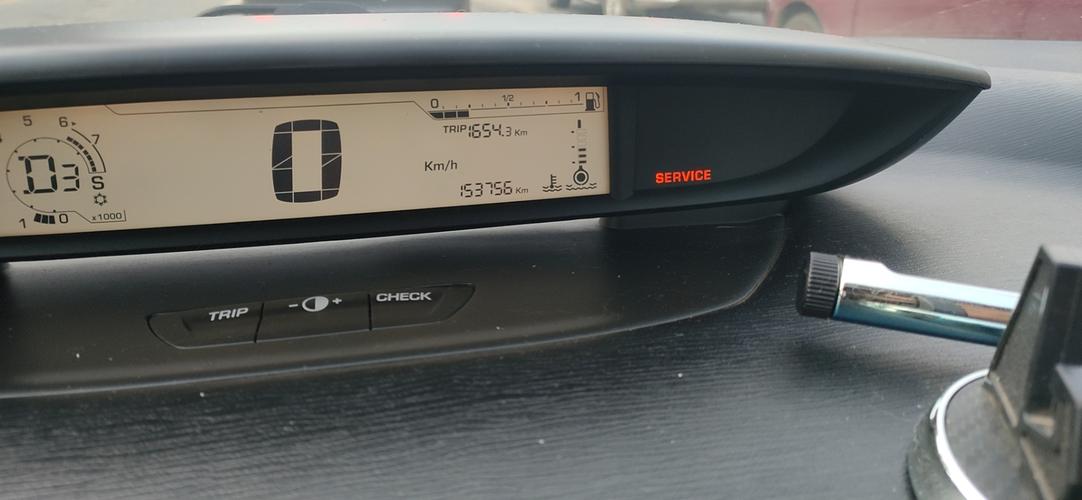 5 6 7
D3 S
1 0 x1000
0
Km/h
0 1/2 1
TRIP 1654.3 Km
153756 Km
SERVICE
TRIP - + CHECK